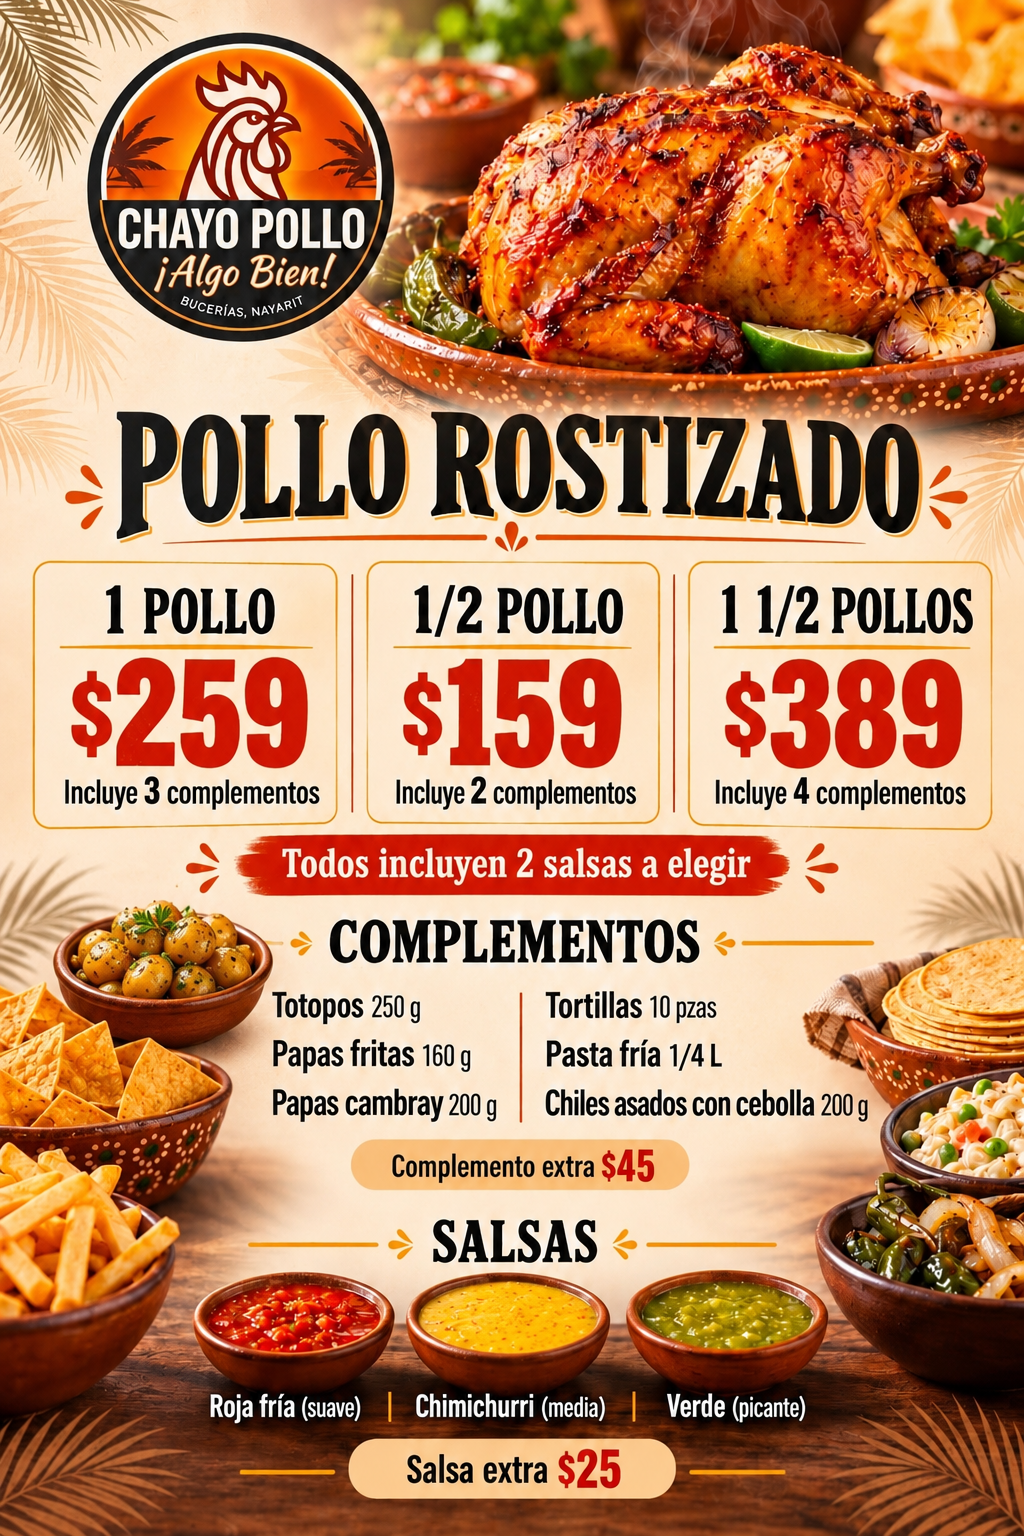 CHAYO POLLO
¡Algo Bien!
BUCERÍAS, NAYARIT
POLLO ROSTIZADO
1 POLLO
$259
Incluye 3 complementos
1/2 POLLO
$159
Incluye 2 complementos
1 1/2 POLLOS
$389
Incluye 4 complementos
Todos incluyen 2 salsas a elegir
COMPLEMENTOS
Totopos 250 g
Papas fritas 160 g
Papas cambray 200 g
Tortillas 10 pzas
Pasta fría 1/4 L
Chiles asados con cebolla 200 g
Complemento extra $45
SALSAS
Roja fría (suave)
Chimichurri (media)
Verde (picante)
Salsa extra $25